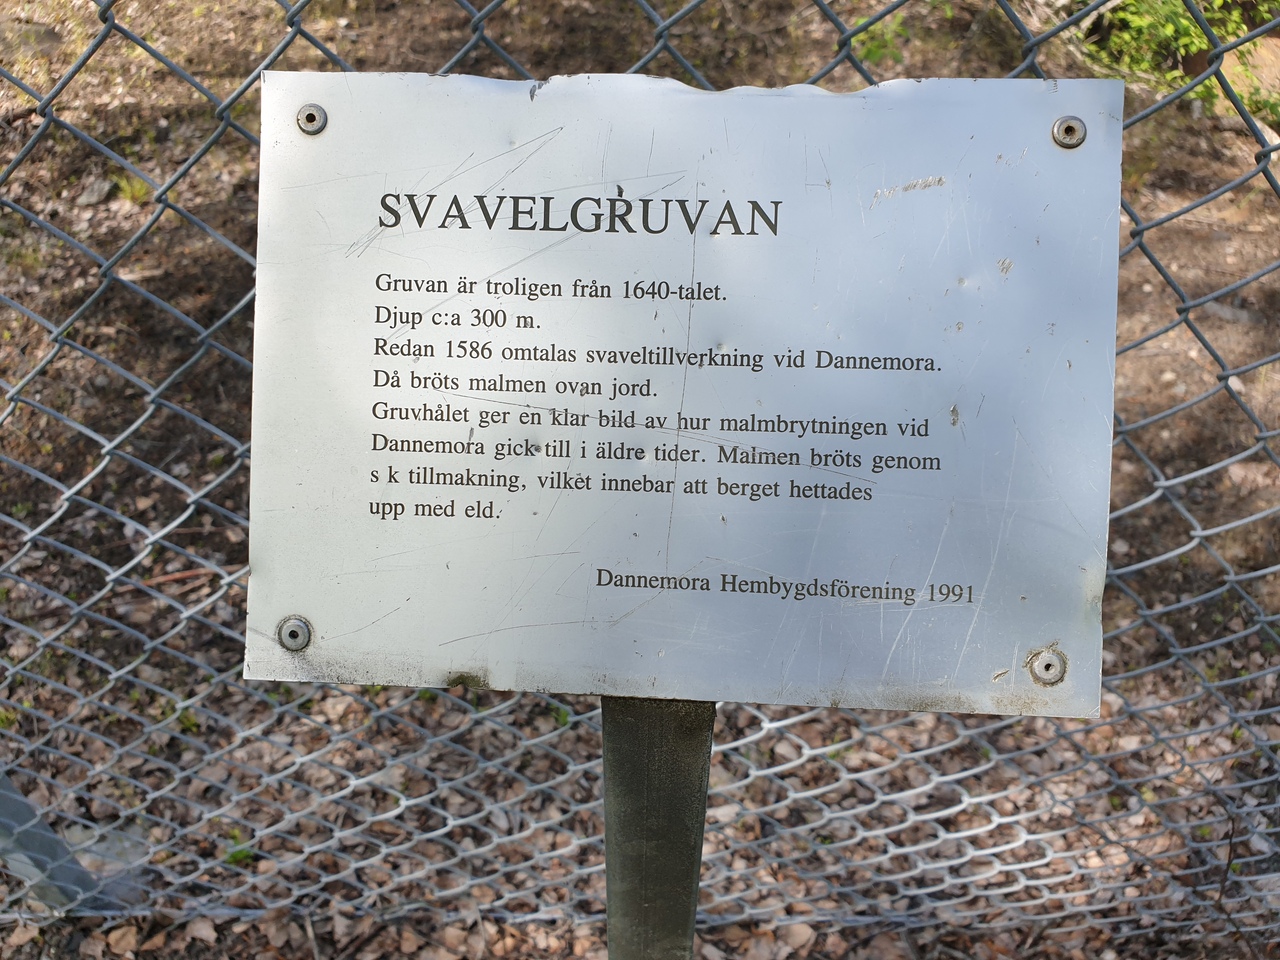 SVAVELGRUVAN
Gruvan är troligen från 1640-talet.
Djup c:a 300 m.
Redan 1586 omtalas svaveltillverkning vid Dannemora.
Då bröts malmen ovan jord.
Gruvhålet ger en klar bild av hur malmbrytningen vid
Dannemora gick till i äldre tider. Malmen bröts genom
s k tillmakning, vilket innebar att berget hettades
upp med eld.
Dannemora Hembygdsförening 1991